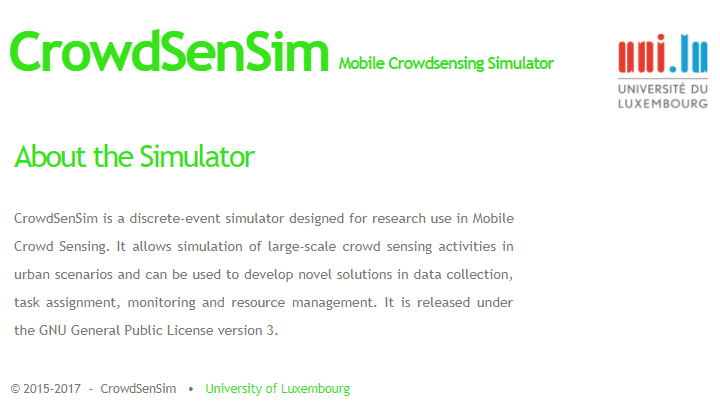 CrowdSenSim Mobile Crowdsensing Simulator
uni.lu
UNIVERSITÉ DU
LUXEMBOURG
About the Simulator
CrowdSenSim is a discrete-event simulator designed for research use in Mobile
Crowd Sensing. It allows simulation of large-scale crowd sensing activities in
urban scenarios and can be used to develop novel solutions in data collection,
task assignment, monitoring and resource management. It is released under
the GNU General Public License version 3.
© 2015-2017 - CrowdSenSim • University of Luxembourg